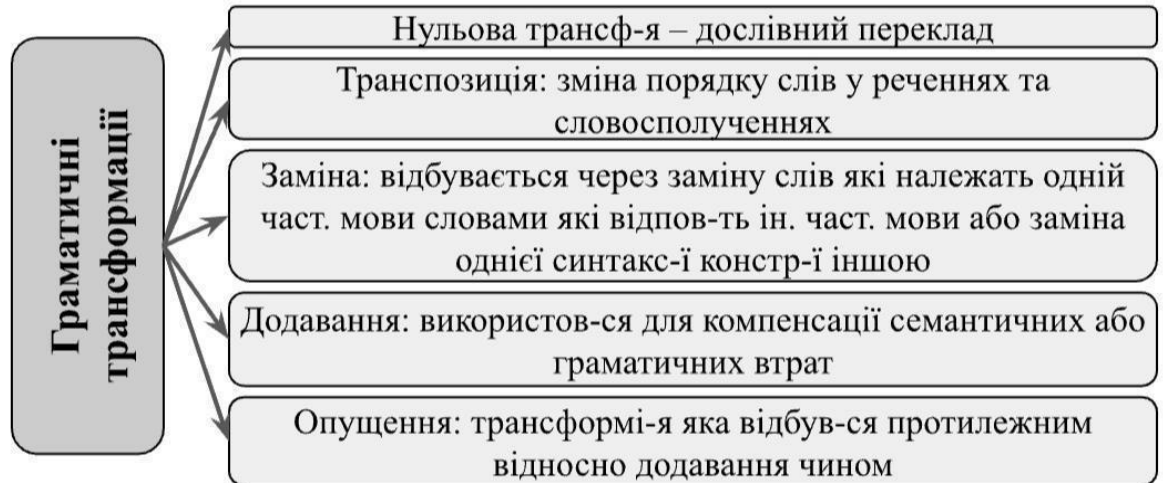 Граматичні
трансформації
Нульова трансф-я – дослівний переклад
Транспозиція: зміна порядку слів у реченнях та
словосполученнях
Заміна: відбувається через заміну слів які належать одній
част. мови словами які відпов-ть ін. част. мови або заміна
однієї синтакс-ї констр-ї іншою
Додавання: використов-ся для компенсації семантичних або
граматичних втрат
Опущення: трансформі-я яка відбув-ся протилежним
відносно додавання чином